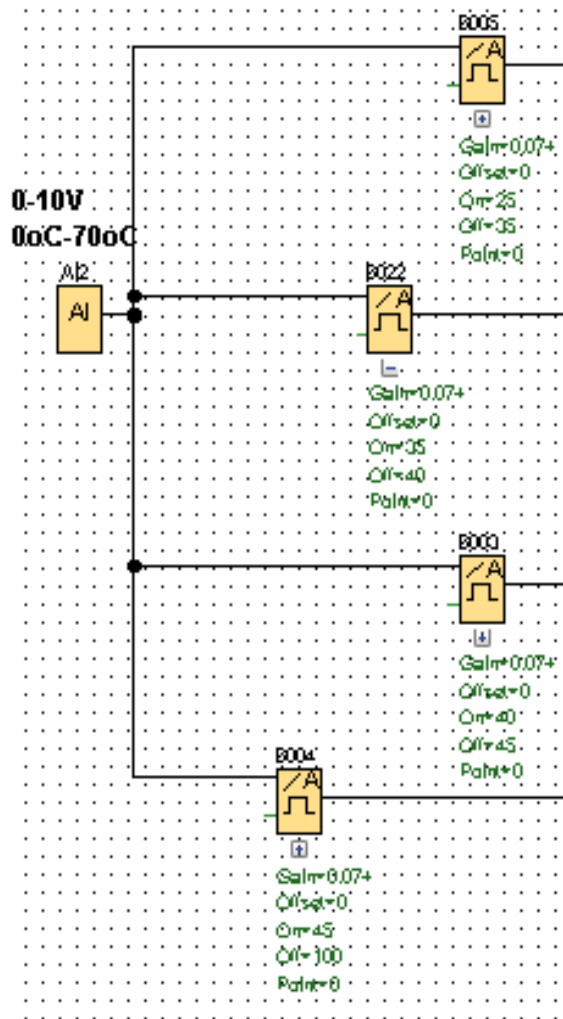 B005
/A
Gain=0.07+
Offset=0
On=25
Off=35
Point=0
0-10V
0oC-70oC
AI2
AI
B022
/A
Gain=0.07+
Offset=0
On=35
Off=40
Point=0
B003
/A
Gain=0.07+
Offset=0
On=40
Off=45
Point=0
B004
/A
Gain=0.07+
Offset=0
On=45
Off=100
Point=0